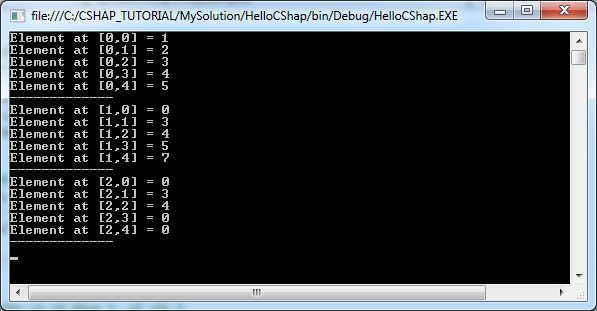 file:///C:/CSHAP_TUTORIAL/MySolution/HelloCShap/bin/Debug/HelloCShap.EXE
Element at [0,0] = 1
Element at [0,1] = 2
Element at [0,2] = 3
Element at [0,3] = 4
Element at [0,4] = 5
-------------
Element at [1,0] = 0
Element at [1,1] = 3
Element at [1,2] = 4
Element at [1,3] = 5
Element at [1,4] = 7
-------------
Element at [2,0] = 0
Element at [2,1] = 3
Element at [2,2] = 4
Element at [2,3] = 0
Element at [2,4] = 0
-------------